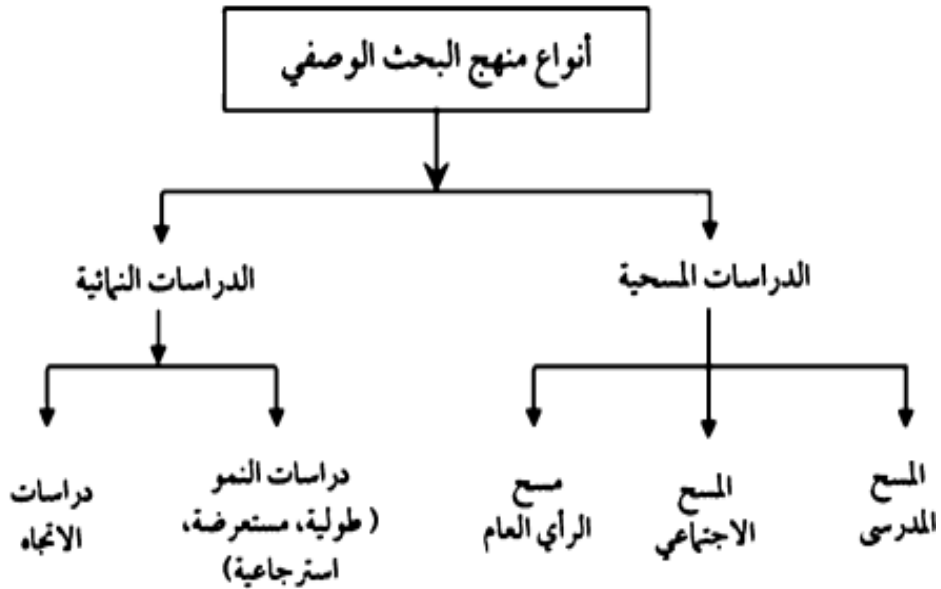 أنواع منهج البحث الوصفي
الدراسات المسحية
الدراسات النمائية
المسح
المدرسى
المسح
الاجتماعي
مسح
الرأي العام
دراسات النمو
( طولية، مستعرضة،
استرجاعية)
دراسات
الاتجاه